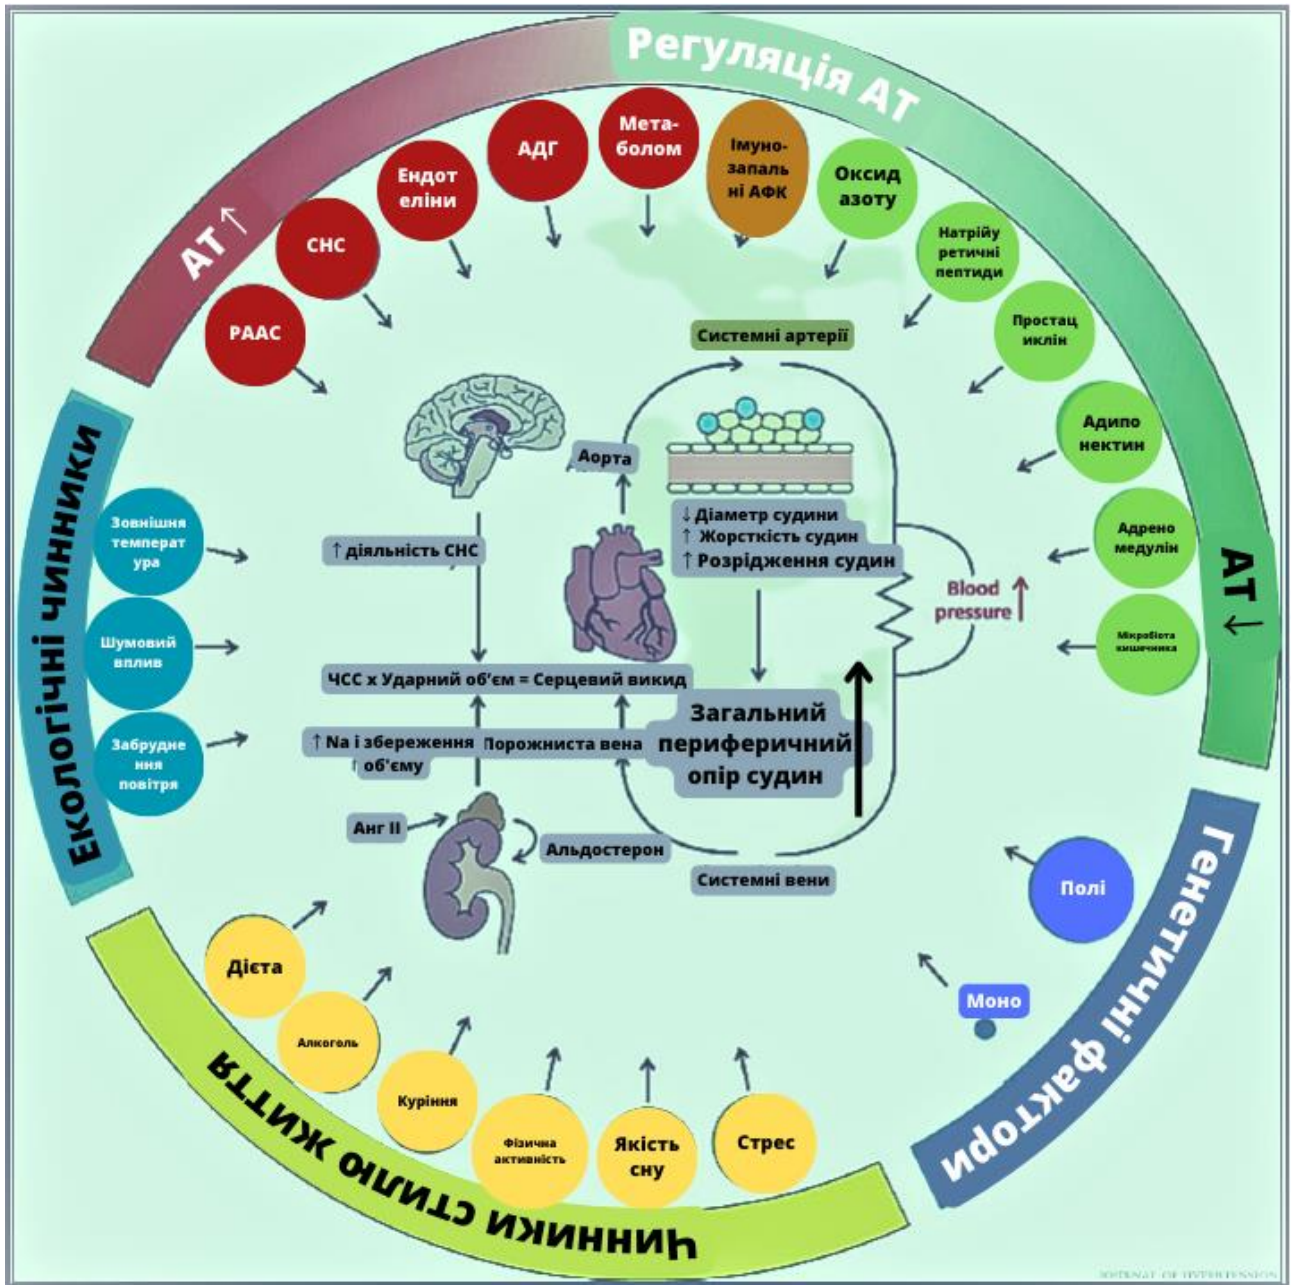 Регуляція АТ
АТ ↑
РААС
СНС
Ендот
еліни
АДГ
Мета-
болом
Імуно-
запаль
ні АФК
Оксид
азоту
Натрійу
ретичні
пептиди
Простац
иклін
Адипо
нектин
Адрено
медулін
Мікробіота
кишечника
АТ ↓
Екологічні чинники
Зовнішня
температ
ура
Шумовий
вплив
Забрудне
ння
повітря
Системні артерії
Аорта
↓ Діаметр судини
↑ Жорсткість судин
↑ Розрідження судин
↑ діяльність СНС
Blood
pressure ↑
ЧСС х Ударний об'єм = Серцевий викид
Загальний
периферичний
опір судин
↑ Na і збереження
↑ об'єму
Порожниста вена
Анг II
Альдостерон
Системні вени
Генетичні фактори
Полі
Моно
Чинники стилю життя
Дієта
Алкоголь
Куріння
Фізична
активність
Якість
сну
Стрес
JOURNAL OF HYPERTENSION